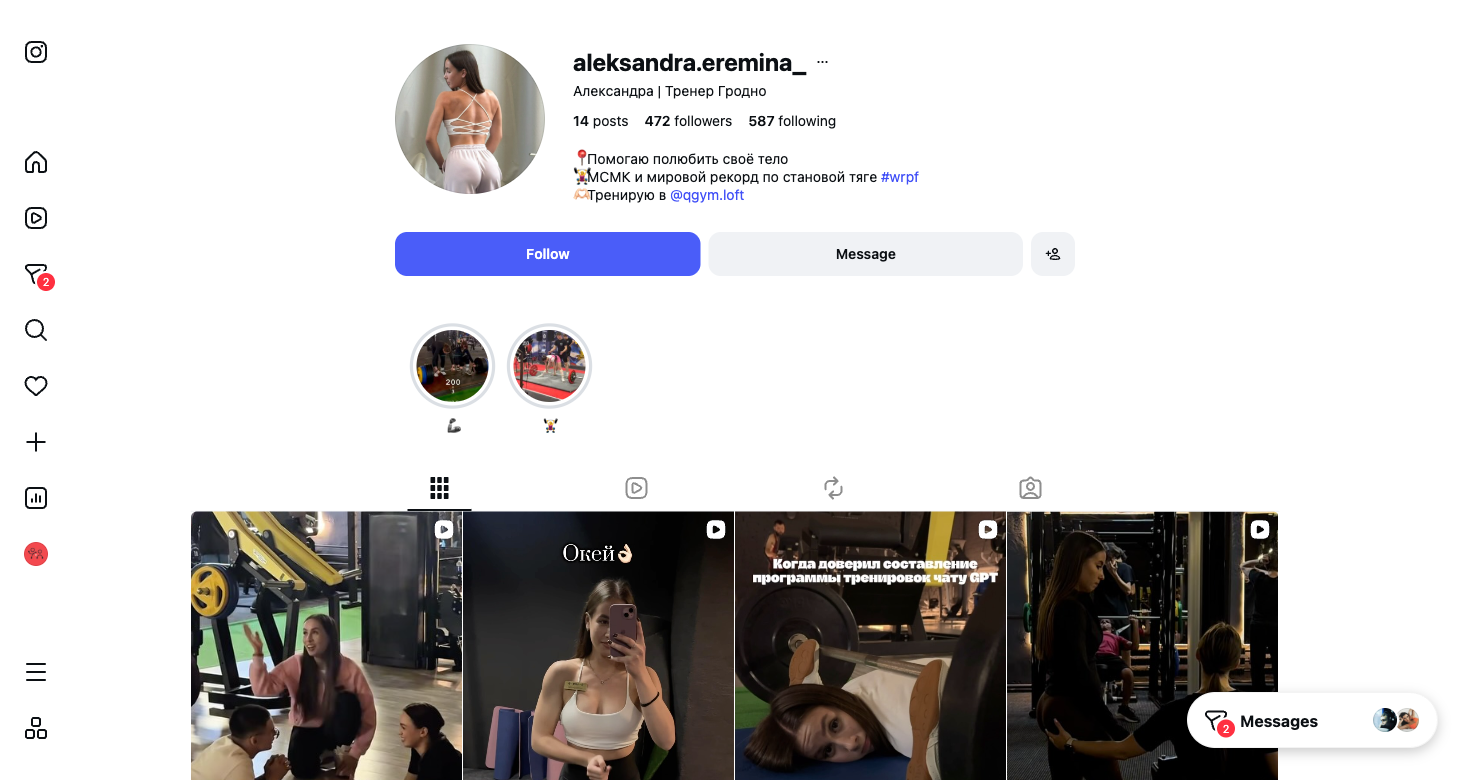 aleksandra.eremina_ ...
Александра | Тренер Гродно
14 posts 472 followers 587 following
📍Помогаю полюбить своё тело
🏋🏻‍♀️МСМК и мировой рекорд по становой тяге #wrpf
🫶🏻Тренирую в @qgym.loft
Follow
Message
2
200
🦾
🏋🏻‍♀️
Окей👌🏻
Когда доверил составление
программы тренировок чату GPT
2
Messages